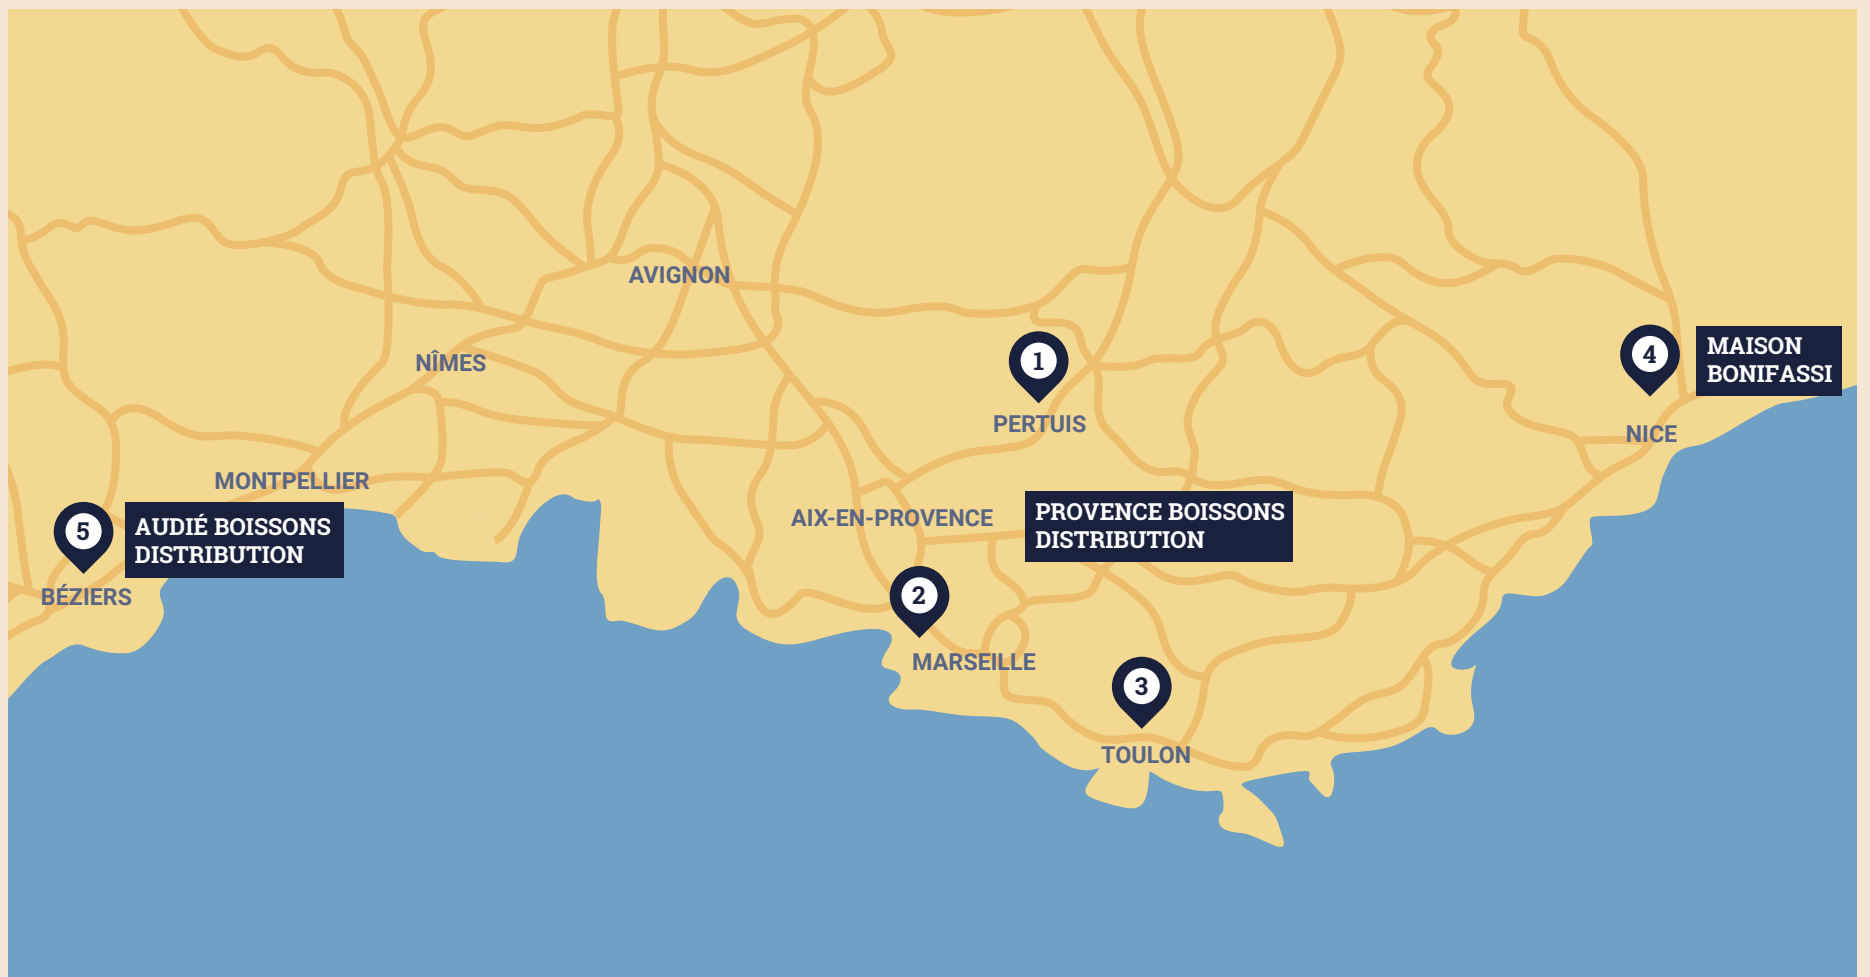 AVIGNON
NÎMES
1
PERTUIS
4
MAISON
BONIFASSI
NICE
MONTPELLIER
5
AUDIÉ BOISSONS
DISTRIBUTION
BÉZIERS
AIX-EN-PROVENCE
PROVENCE BOISSONS
DISTRIBUTION
2
MARSEILLE
3
TOULON